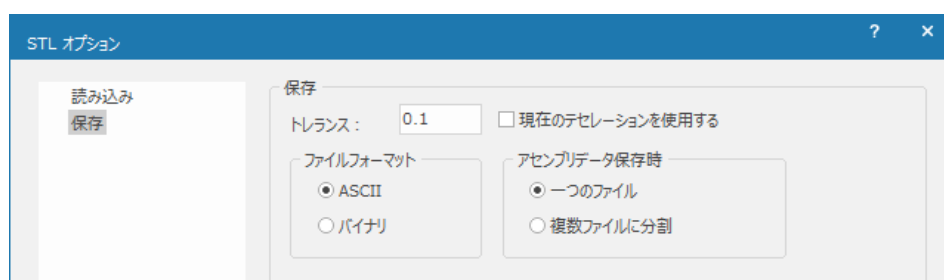 STL オプション ? ×
読み込み
保存
保存
トレランス : 0.1 現在のテセレーションを使用する
ファイルフォーマット
ASCII
バイナリ
アセンブリデータ保存時
一つのファイル
複数ファイルに分割